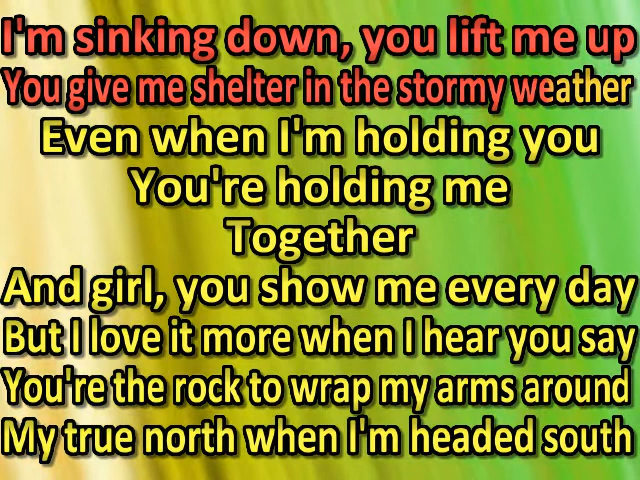 I'm sinking down, you lift me up
You give me shelter in the stormy weather
Even when I'm holding you
You're holding me
Together
And girl, you show me every day
But I love it more when I hear you say
You're the rock to wrap my arms around
My true north when I'm headed south